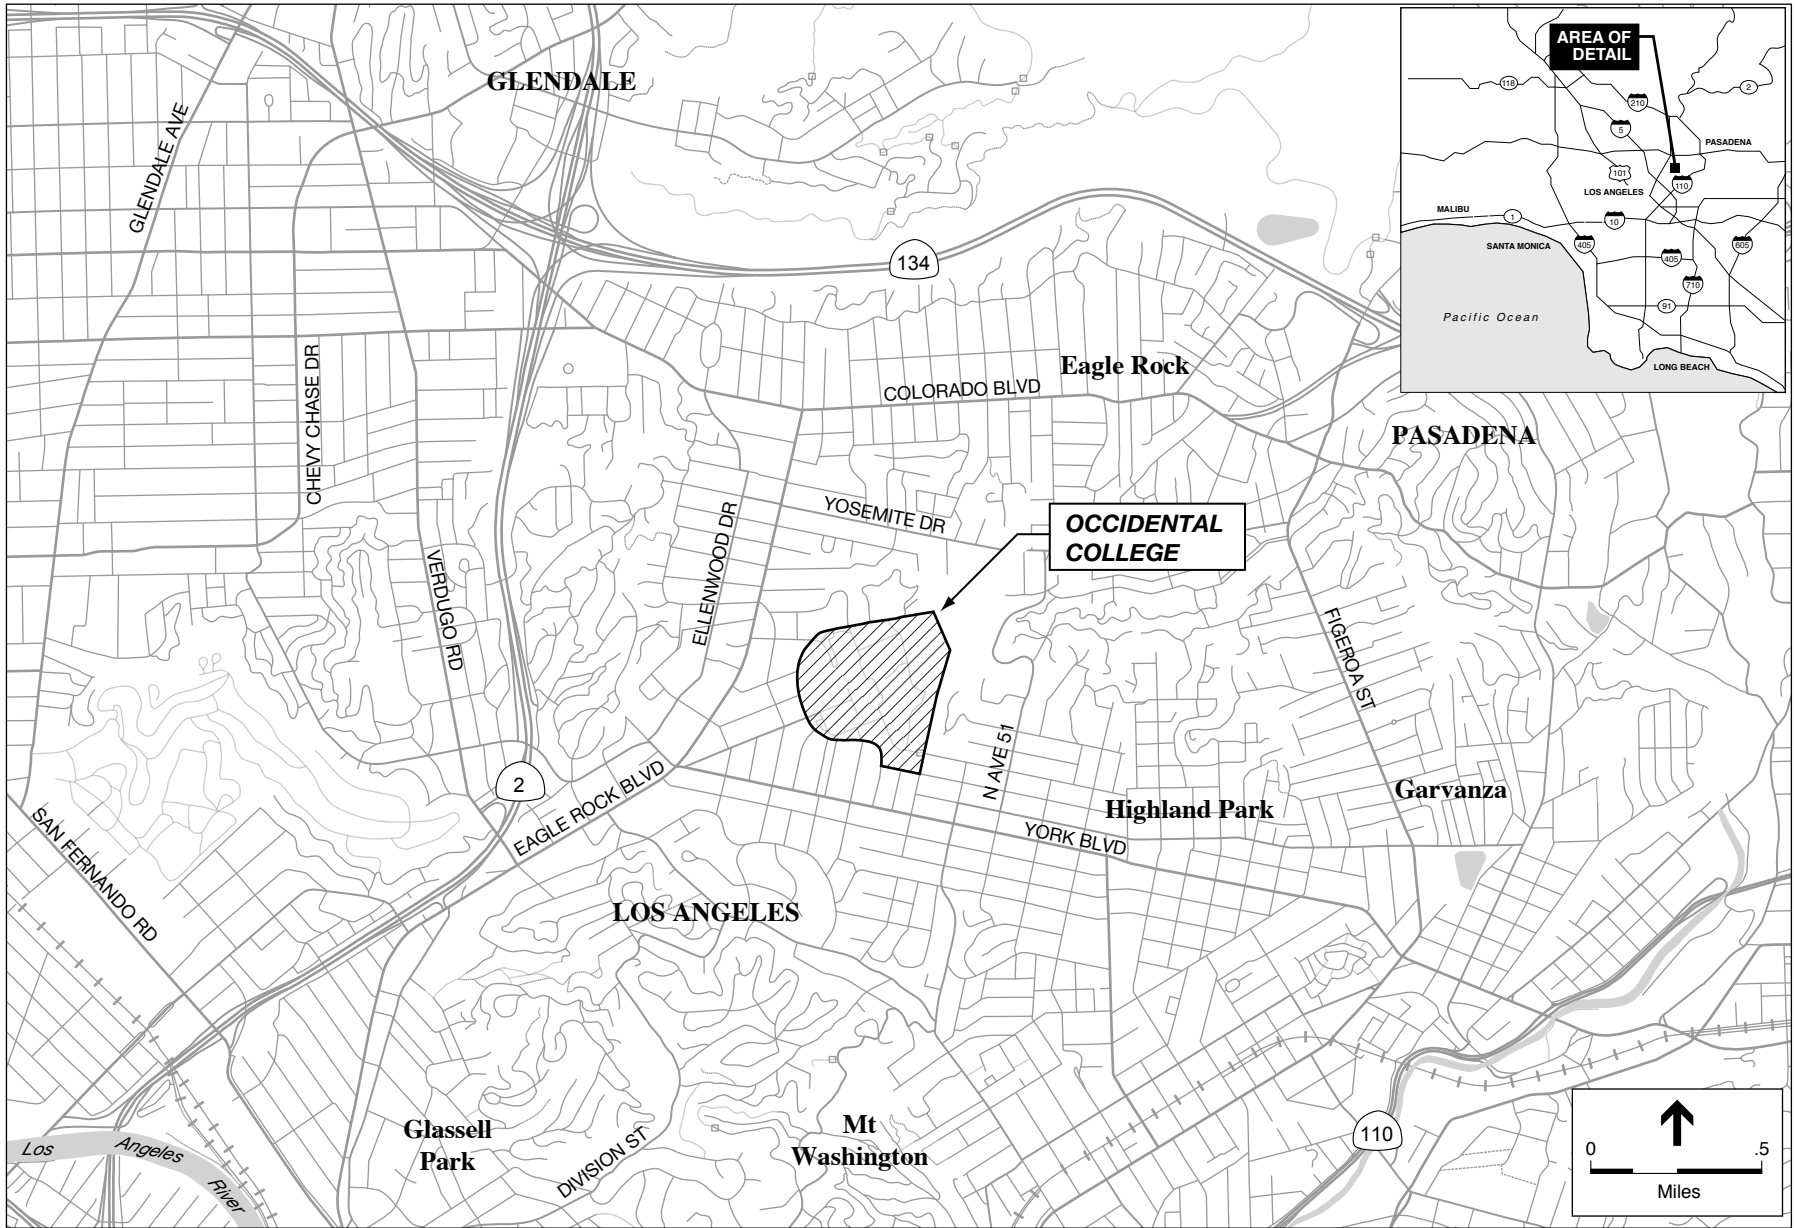 GLENDALE
GLENDALE AVE
134
CHEVY CHASE DR
Eagle Rock
COLORADO BLVD
PASADENA
YOSEMITE DR
OCCIDENTAL
COLLEGE
ELLENWOOD DR
VERDUGO RD
FIGEROA ST
N AVE 51
2
EAGLE ROCK BLVD
Highland Park
Garvanza
YORK BLVD
SAN FERNANDO RD
LOS ANGELES
Glassell
Park
DIVISION ST
Mt
Washington
110
Los Angeles River
0 .5
Miles
AREA OF
DETAIL
118
210
2
5
PASADENA
101
110
LOS ANGELES
MALIBU
1
10
SANTA MONICA
405
405
605
710
91
Pacific Ocean
LONG BEACH